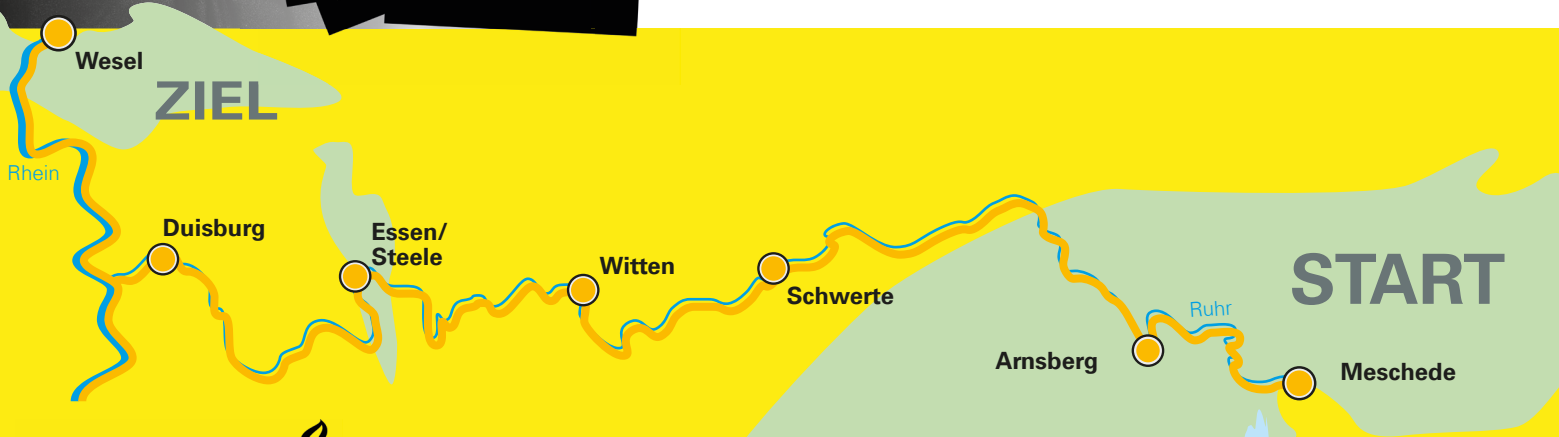 Wesel
ZIEL
Rhein
Duisburg
Essen/
Steele
Witten
Schwerte
START
Ruhr
Arnsberg
Meschede